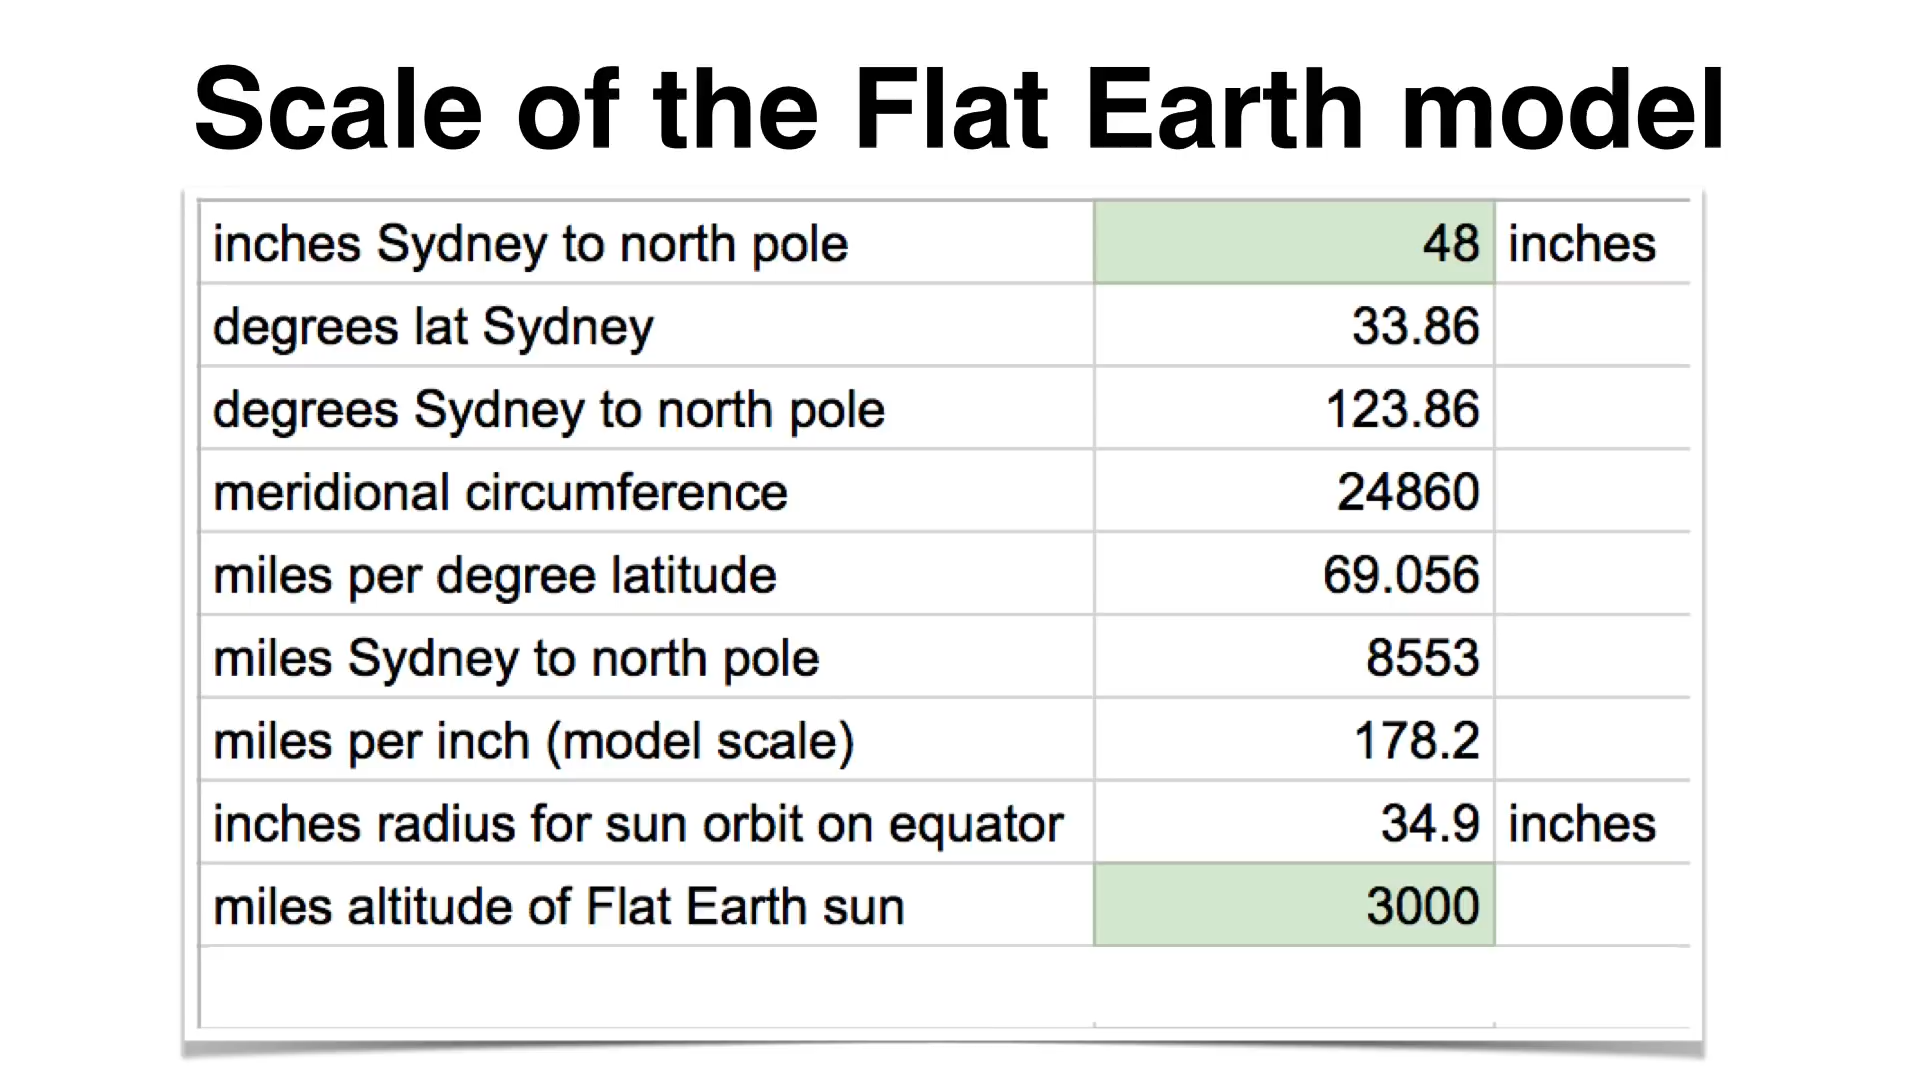 Scale of the Flat Earth model
inches Sydney to north pole 48 inches
degrees lat Sydney 33.86
degrees Sydney to north pole 123.86
meridional circumference 24860
miles per degree latitude 69.056
miles Sydney to north pole 8553
miles per inch (model scale) 178.2
inches radius for sun orbit on equator 34.9 inches
miles altitude of Flat Earth sun 3000